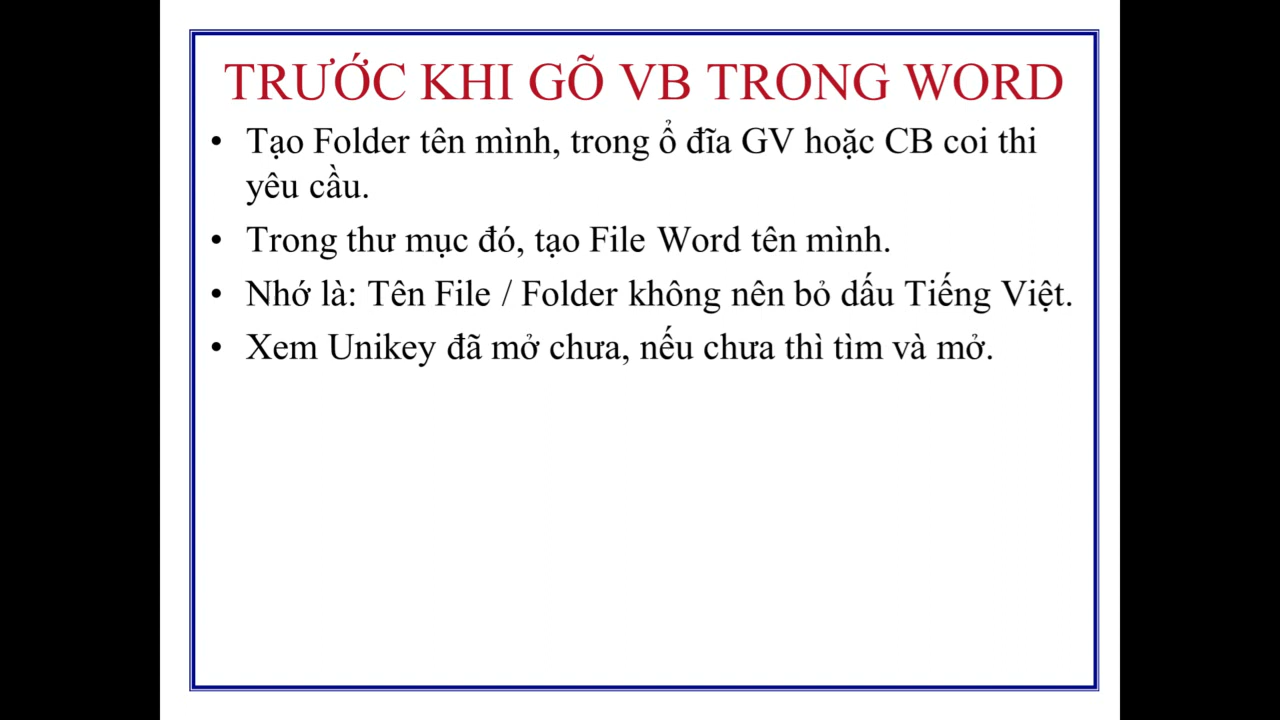 TRƯỚC KHI GÕ VB TRONG WORD
• Tạo Folder tên mình, trong ổ đĩa GV hoặc CB coi thi
yêu cầu.
• Trong thư mục đó, tạo File Word tên mình.
• Nhớ là: Tên File / Folder không nên bỏ dấu Tiếng Việt.
• Xem Unikey đã mở chưa, nếu chưa thì tìm và mở.